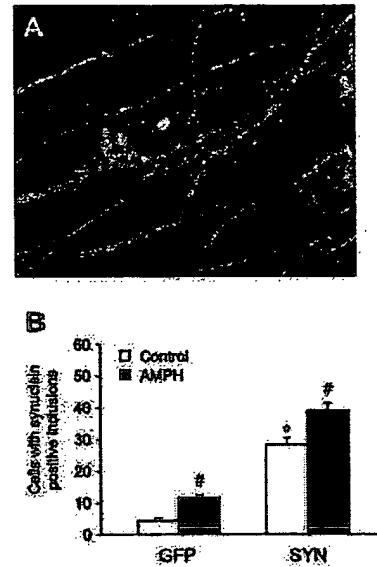 A
B
Cells with synuclein
positive inclusions
60
50
40
30
20
10
0
Control
AMPH
#
*
#
GFP
SYN